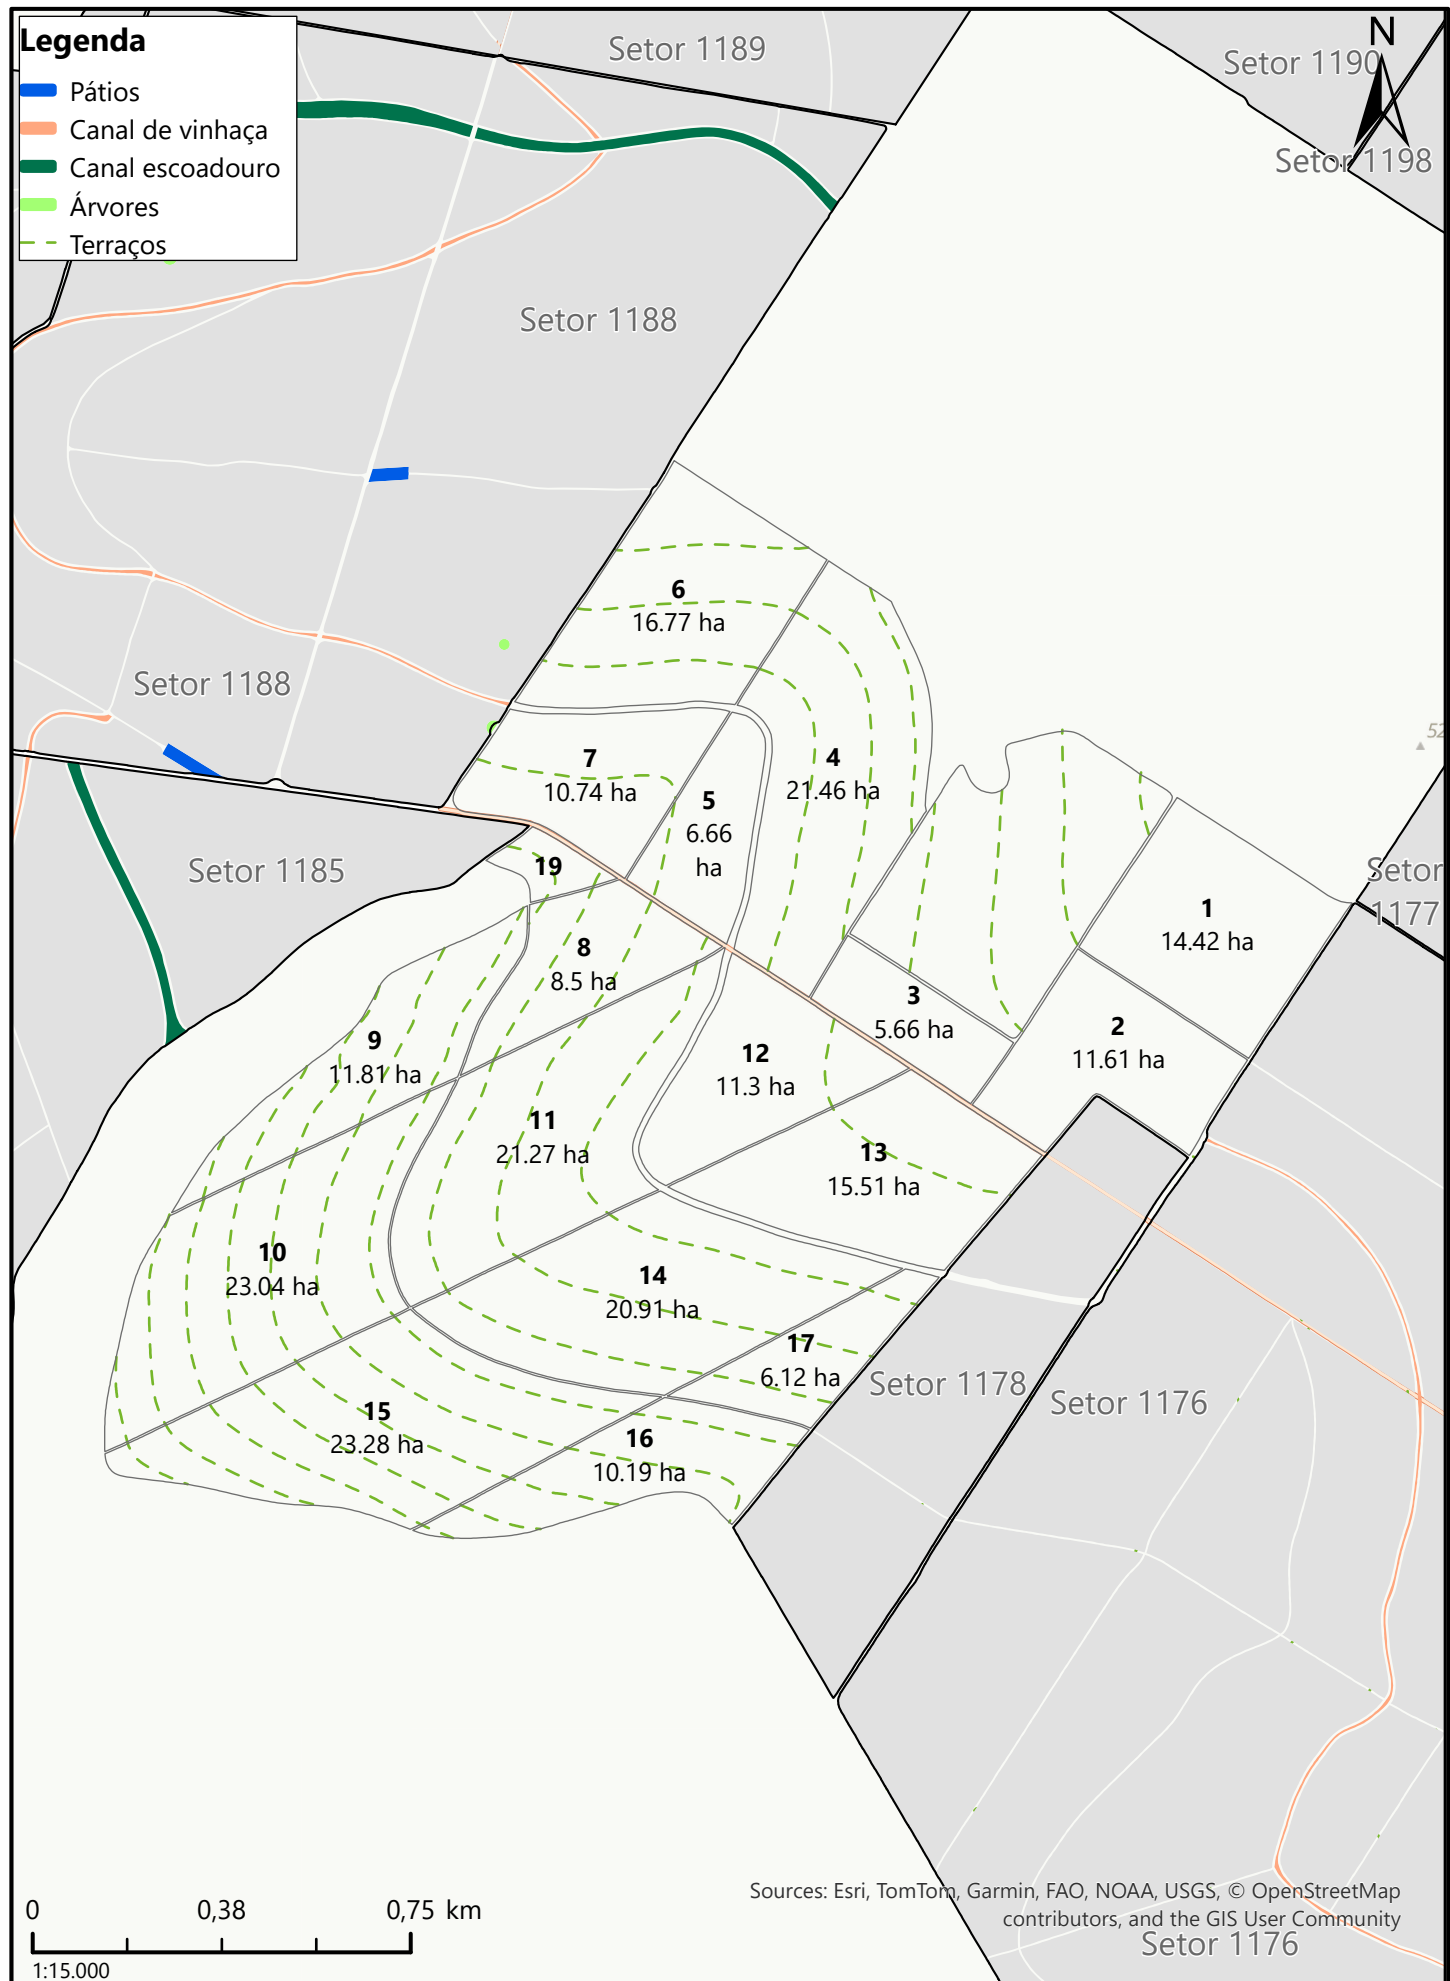 Legenda
Pátios
Canal de vinhaça
Canal escoadouro
Árvores
Terraços
Setor 1189
Setor 1190
N
Setor 1198
Setor 1188
6
16.77 ha
Setor 1188
7
10.74 ha
4
21.46 ha
5
6.66
ha
52
Setor 1185
19
Setor
1177
1
14.42 ha
8
8.5 ha
3
5.66 ha
2
11.61 ha
9
11.81 ha
12
11.3 ha
11
21.27 ha
13
15.51 ha
10
23.04 ha
14
20.91 ha
17
6.12 ha
Setor 1178
Setor 1176
15
23.28 ha
16
10.19 ha
0 0,38 0,75 km
1:15.000
Sources: Esri, TomTom, Garmin, FAO, NOAA, USGS, © OpenStreetMap
contributors, and the GIS User Community
Setor 1176